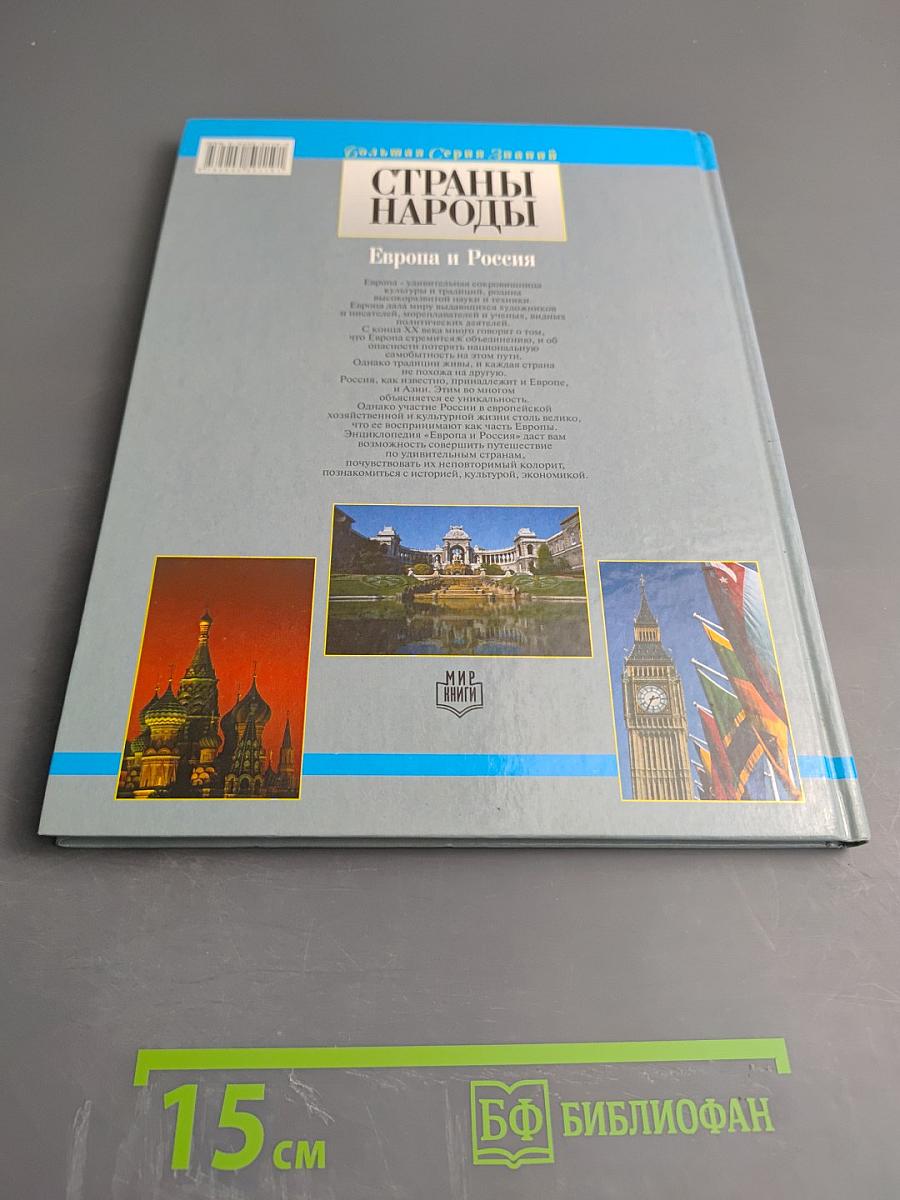 Большая Серия Знаний
СТРАНЫ
НАРОДЫ
Европа и Россия
Европа - удивительная сокровищница
культуры и традиций, родина
высокоразвитой науки и техники.
Европа дала миру выдающихся художников
и писателей, мореплавателей и ученых, видных
политических деятелей.
С конца XX века много говорят о том,
что Европа стремится к объединению, и об
опасности потерять национальную
самобытность на этом пути.
Однако традиции живы, и каждая страна
не похожа на другую.
Россия, как известно, принадлежит и Европе,
и Азии. Этим во многом
объясняется ее уникальность.
Однако участие России в европейской
хозяйственной и культурной жизни столь велико,
что ее воспринимают как часть Европы.
Энциклопедия «Европа и Россия» даст вам
возможность совершить путешествие
по удивительным странам,
почувствовать их неповторимый колорит,
познакомиться с историей, культурой, экономикой.
МИР
КНИГИ
15 см
БФ БИБЛИОФАН